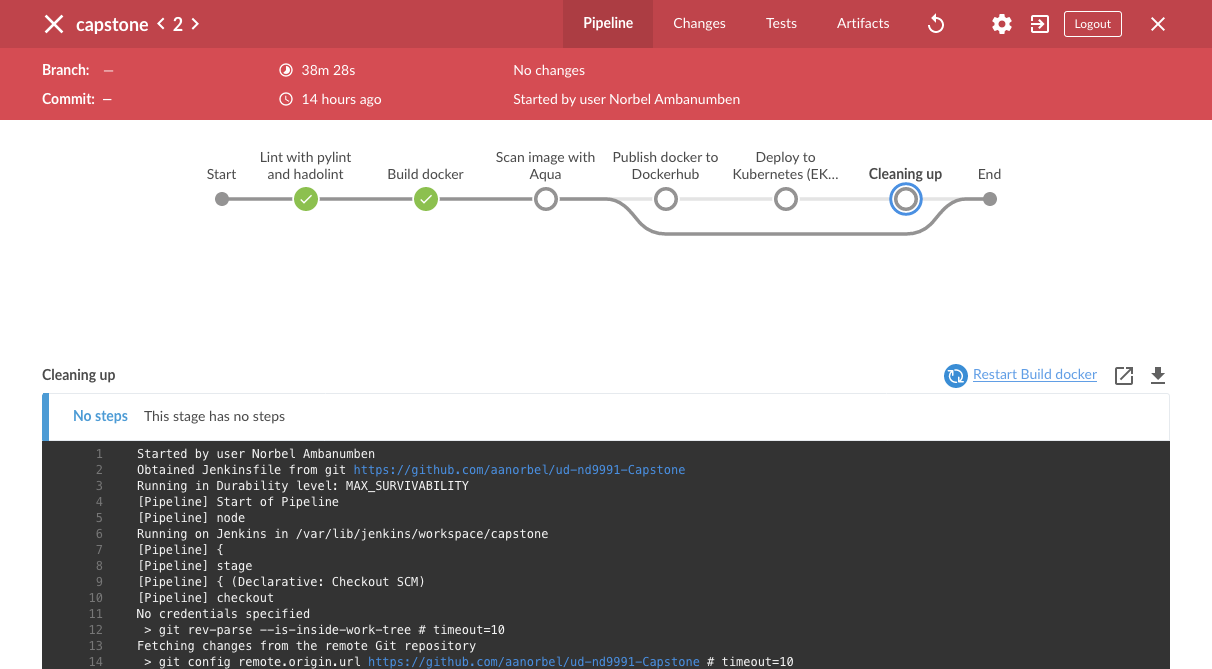 capstone < 2 >
Pipeline Changes Tests Artifacts Logout
Branch: —
38m 28s
No changes
Commit: —
14 hours ago
Started by user Norbel Ambanumben
Start
Lint with pylint
and hadolint
Build docker
Scan image with
Aqua
Publish docker to
Dockerhub
Deploy to
Kubernetes (EK...
Cleaning up
End
Cleaning up
Restart Build docker
No steps This stage has no steps
1 Started by user Norbel Ambanumben
2 Obtained Jenkinsfile from git https://github.com/aanorbel/ud-nd9991-Capstone
3 Running in Durability level: MAX_SURVIVABILITY
4 [Pipeline] Start of Pipeline
5 [Pipeline] node
6 Running on Jenkins in /var/lib/jenkins/workspace/capstone
7 [Pipeline] {
8 [Pipeline] stage
9 [Pipeline] { (Declarative: Checkout SCM)
10 [Pipeline] checkout
11 No credentials specified
12 > git rev-parse --is-inside-work-tree # timeout=10
13 Fetching changes from the remote Git repository
14 > git config remote.origin.url https://github.com/aanorbel/ud-nd9991-Capstone # timeout=10